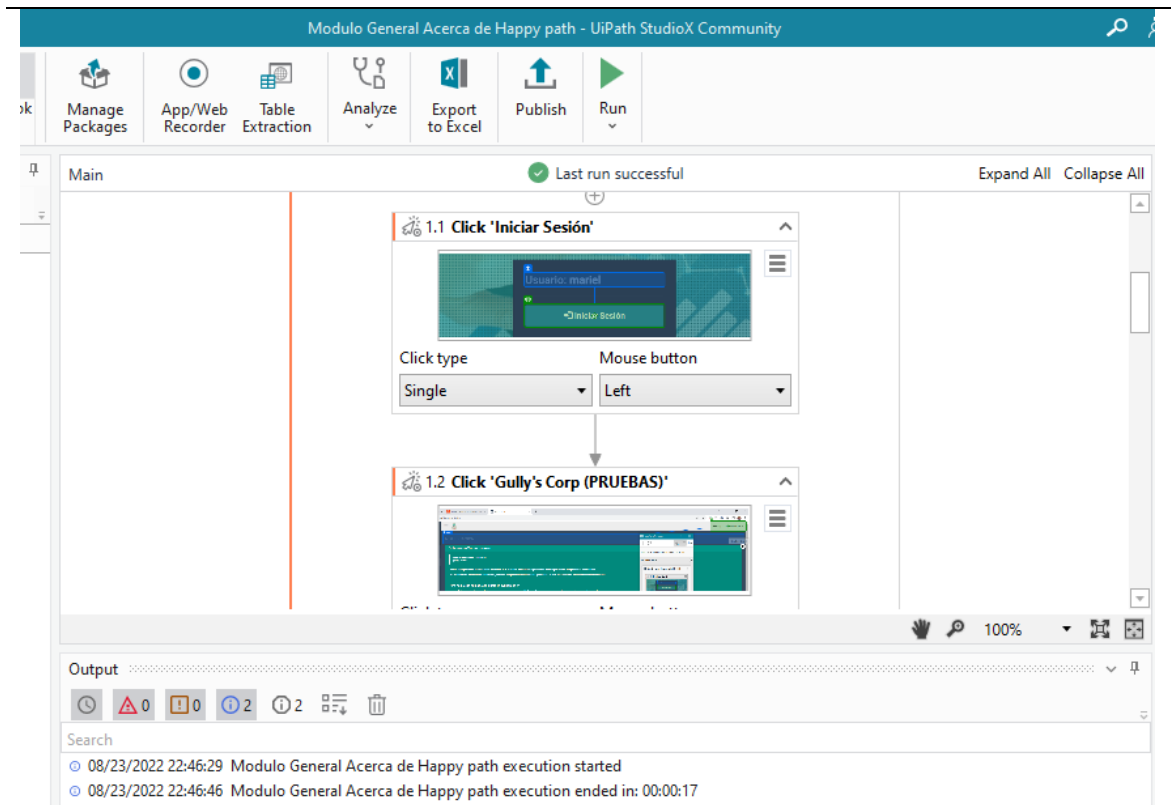 Modulo General Acerca de Happy path - UiPath StudioX Community
Manage Packages
App/Web Recorder
Table Extraction
Analyze
Export to Excel
Publish
Run
Main
Last run successful
Expand All Collapse All
1.1 Click 'Iniciar Sesión'
Usuario: mariel
Iniciar Sesión
Click type
Mouse button
Single
Left
1.2 Click 'Gully's Corp (PRUEBAS)'
100%
Output
0
0
2
2
Search
08/23/2022 22:46:29 Modulo General Acerca de Happy path execution started
08/23/2022 22:46:46 Modulo General Acerca de Happy path execution ended in: 00:00:17